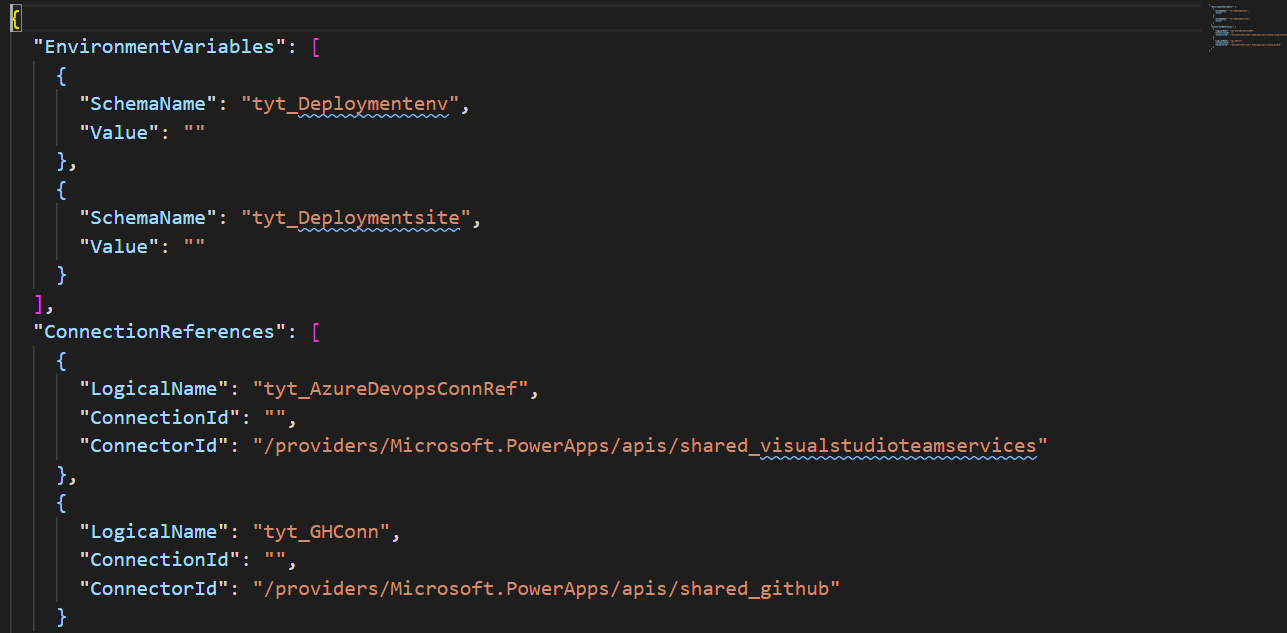 {
"EnvironmentVariables": [
{
"SchemaName": "tyt_Deploymentenv",
"Value": ""
},
{
"SchemaName": "tyt_Deploymentsite",
"Value": ""
}
],
"ConnectionReferences": [
{
"LogicalName": "tyt_AzureDevopsConnRef",
"ConnectionId": "",
"ConnectorId": "/providers/Microsoft.PowerApps/apis/shared_visualstudioteamservices"
},
{
"LogicalName": "tyt_GHConn",
"ConnectionId": "",
"ConnectorId": "/providers/Microsoft.PowerApps/apis/shared_github"
}